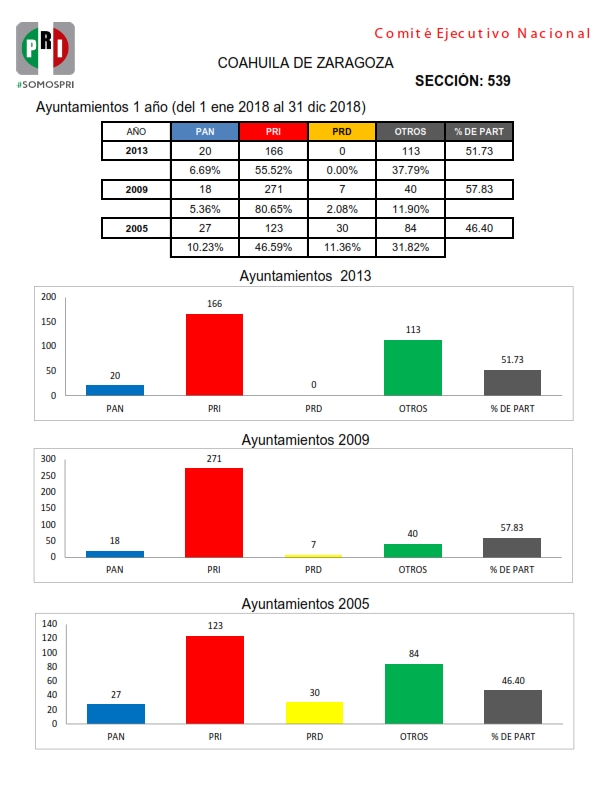 Comité Ejecutivo Nacional
PRI
#SOMOSPRI
COAHUILA DE ZARAGOZA
SECCIÓN: 539
Ayuntamientos 1 año (del 1 ene 2018 al 31 dic 2018)
AÑO PAN PRI PRD OTROS % DE PART
2013 20 166 0 113 51.73
6.69% 55.52% 0.00% 37.79%
2009 18 271 7 40 57.83
5.36% 80.65% 2.08% 11.90%
2005 27 123 30 84 46.40
10.23% 46.59% 11.36% 31.82%
Ayuntamientos 2013
200
150
100
50
0
20 166 0 113 51.73
PAN PRI PRD OTROS % DE PART
Ayuntamientos 2009
300
250
200
150
100
50
0
18 271 7 40 57.83
PAN PRI PRD OTROS % DE PART
Ayuntamientos 2005
140
120
100
80
60
40
20
0
27 123 30 84 46.40
PAN PRI PRD OTROS % DE PART